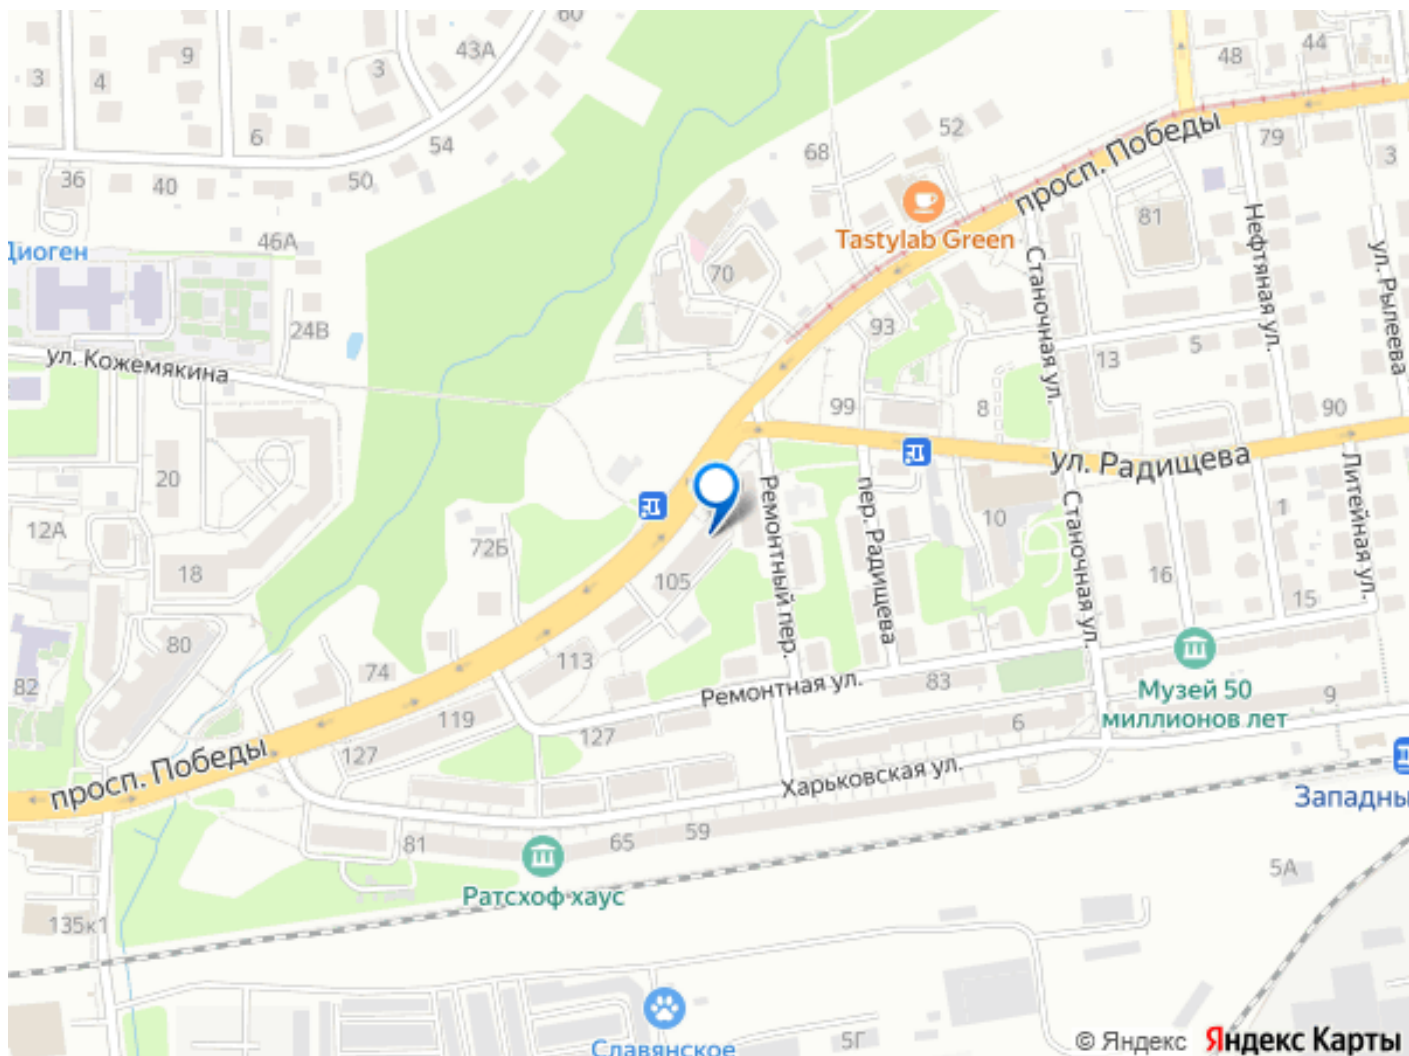 60
43А
9
3
3
4
48
44
6
54
52
68
просп. Победы
79
3
36
40
50
81
Нефтяная ул.
Tastylab Green
46А
Диоген
70
Станочная ул.
ул. Рылеева
24В
93
ул. Кожемякина
13
5
99
8
90
20
ул. Радищева
Ремонтный пер.
пер. Радищева
Станочная ул.
Литейная ул.
12А
72Б
10
1
18
105
16
15
80
74
113
82
Ремонтная ул.
83
Музей 50
миллионов лет
9
119
127
127
6
просп. Победы
Харьковская ул.
Западны
81
65
59
5А
Ратсхоф хаус
135к1
Славянское
5Г
© Яндекс Яндекс Карты